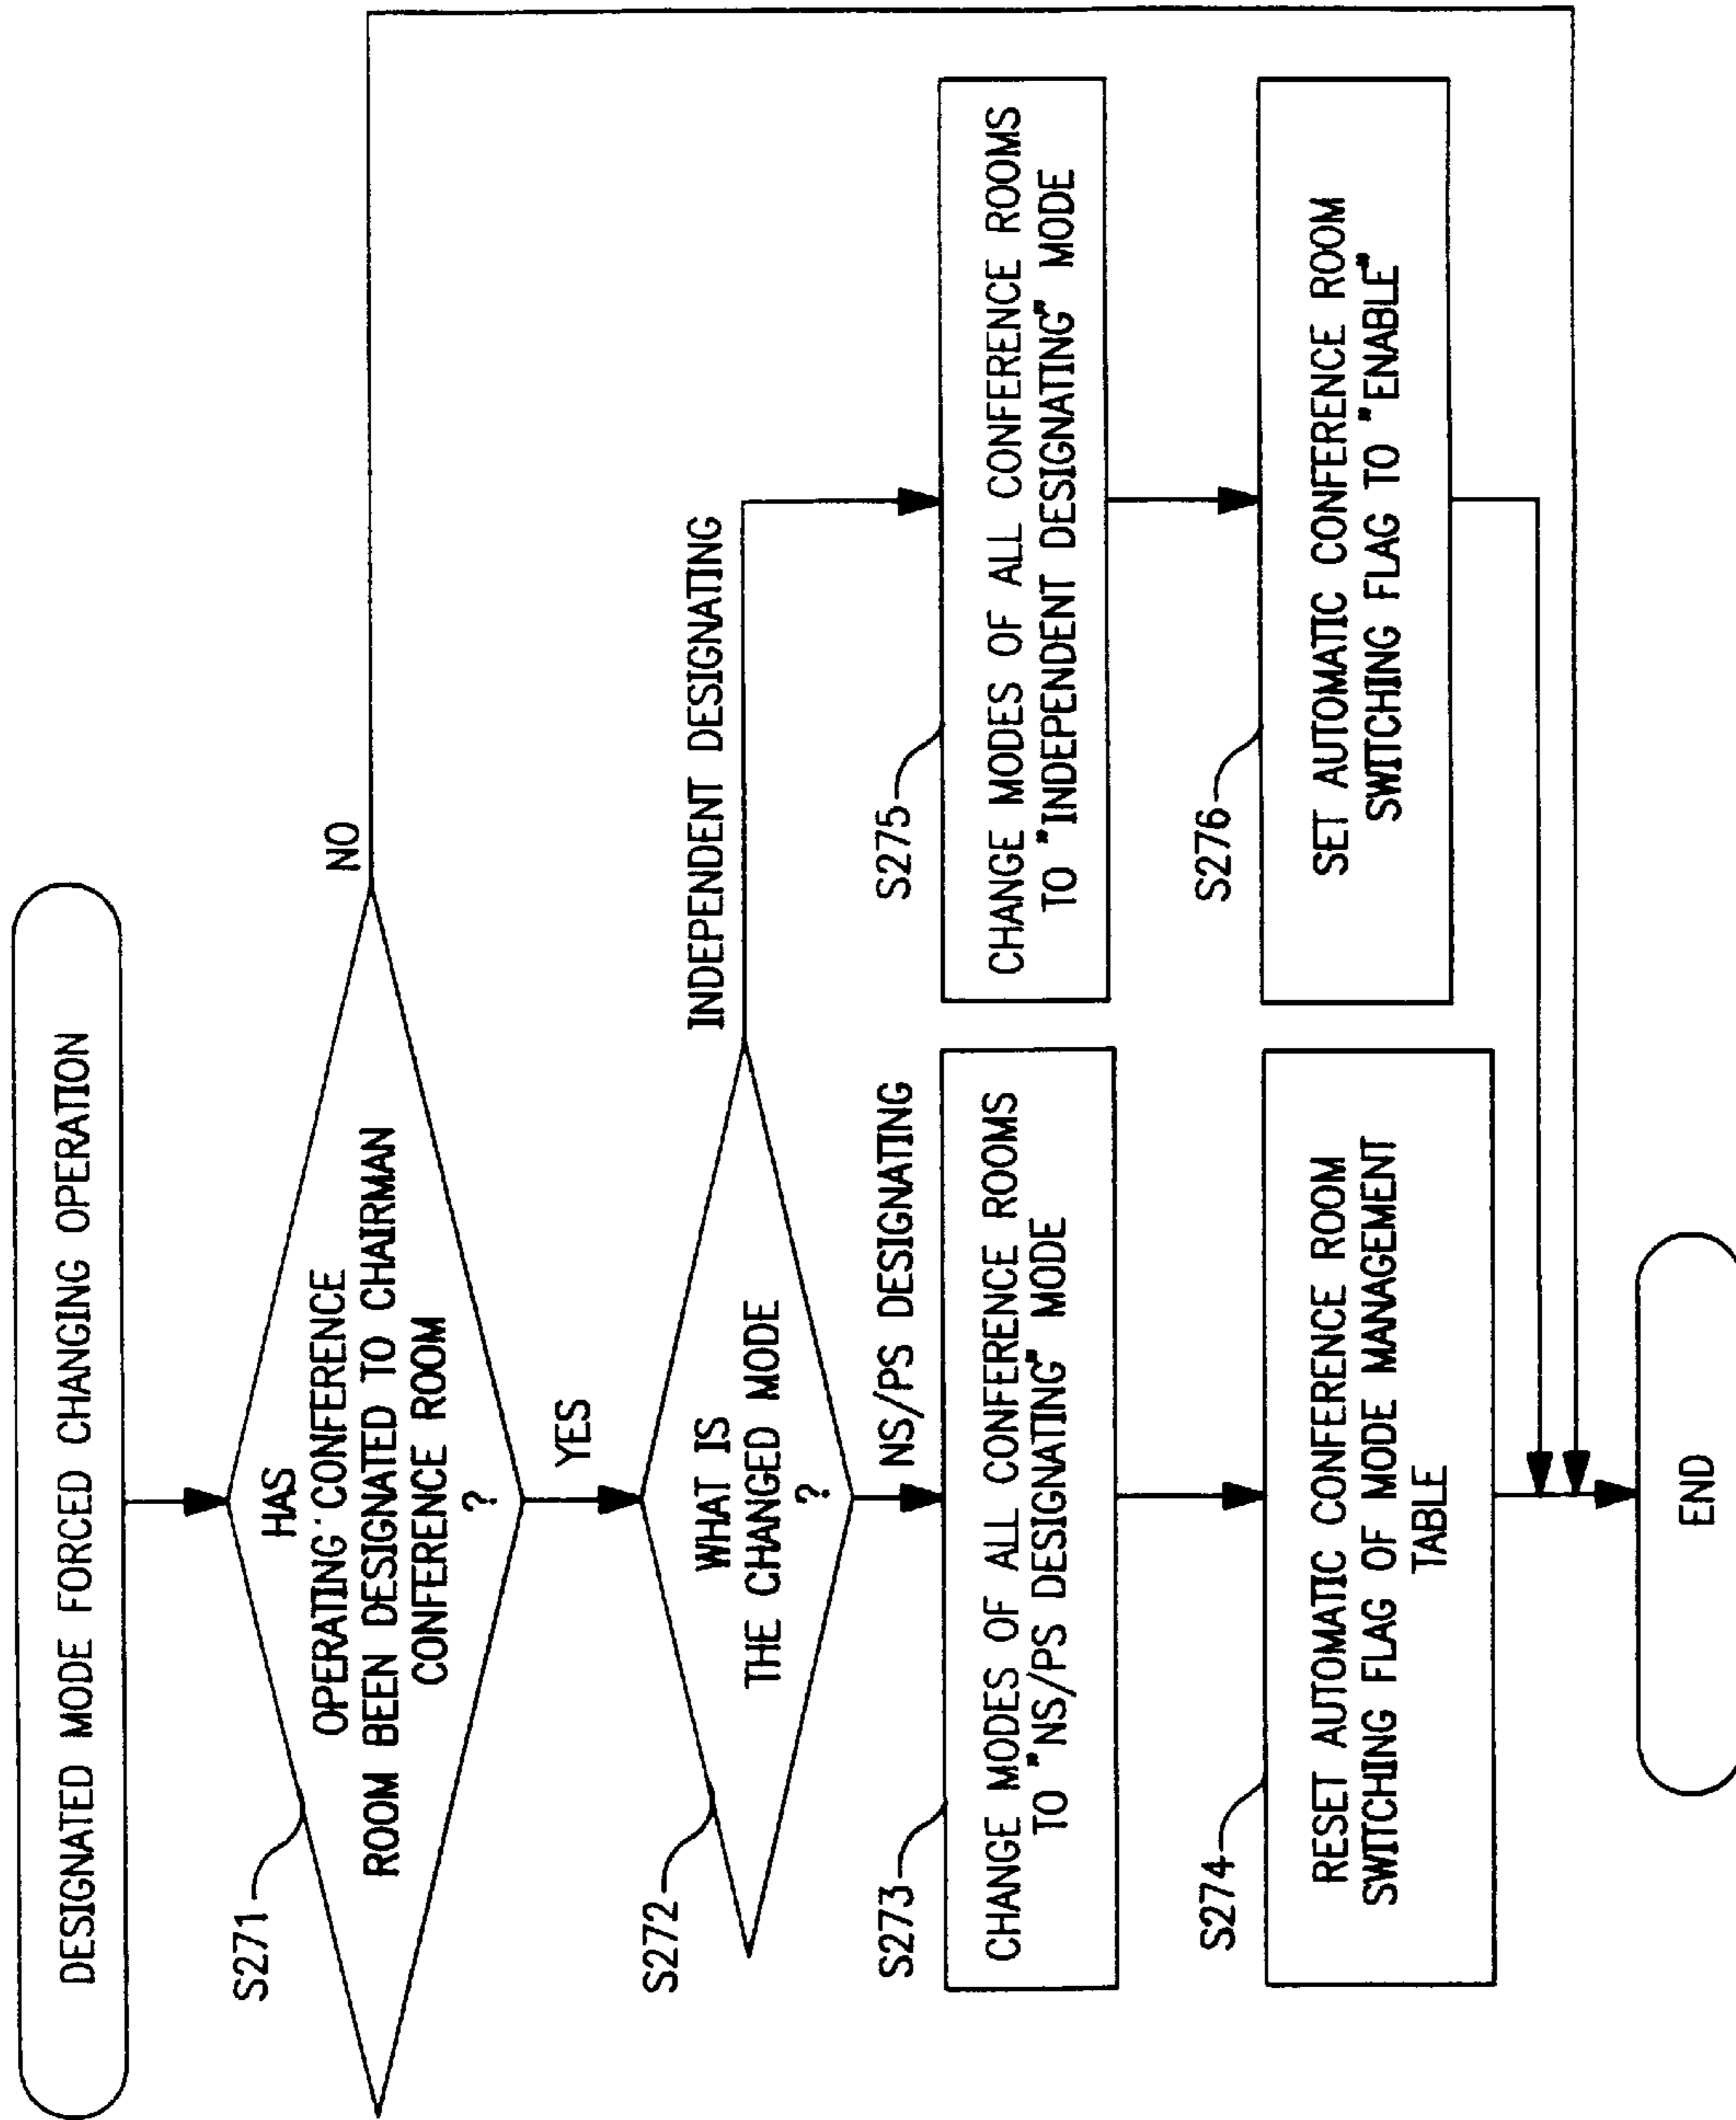 DESIGNATED MODE FORCED CHANGING OPERATION
S271
HAS
OPERATING CONFERENCE
ROOM BEEN DESIGNATED TO CHAIRMAN
CONFERENCE ROOM
?
NO
YES
S272
WHAT IS
THE CHANGED MODE
?
INDEPENDENT DESIGNATING
NS/PS DESIGNATING
S273
CHANGE MODES OF ALL CONFERENCE ROOMS
TO "NS/PS DESIGNATING" MODE
S275
CHANGE MODES OF ALL CONFERENCE ROOMS
TO "INDEPENDENT DESIGNATING" MODE
S274
RESET AUTOMATIC CONFERENCE ROOM
SWITCHING FLAG OF MODE MANAGEMENT
TABLE
S276
SET AUTOMATIC CONFERENCE ROOM
SWITCHING FLAG TO "ENABLE"
END